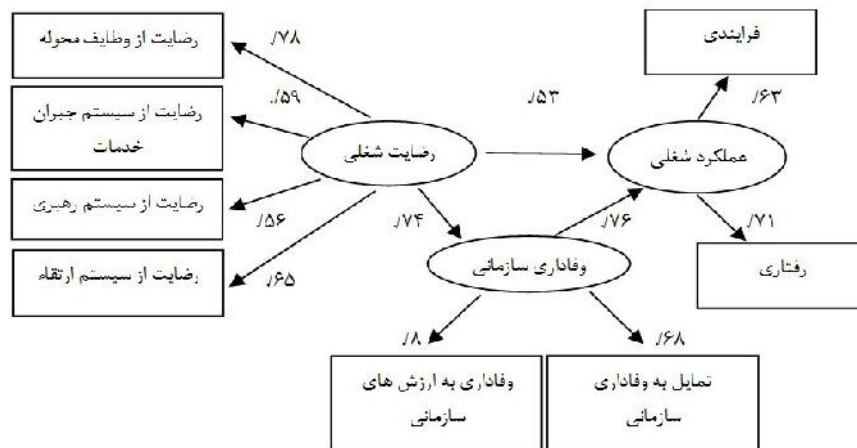 فرایندی
رضایت از وظایف محوله
./۷۸
./۶۳
./۵۹
./۵۳
رضایت از سیستم جبران
خدمات
رضایت شغلی
عملکرد شغلی
رضایت از سیستم رهبری
./۵۶
./۷۴
./۷۶
./۷۱
رضایت از سیستم ارتقاء
./۶۵
وفاداری سازمانی
رفتاری
./۸
./۶۸
تمایل به وفاداری
سازمانی
وفاداری به ارزش های
سازمانی